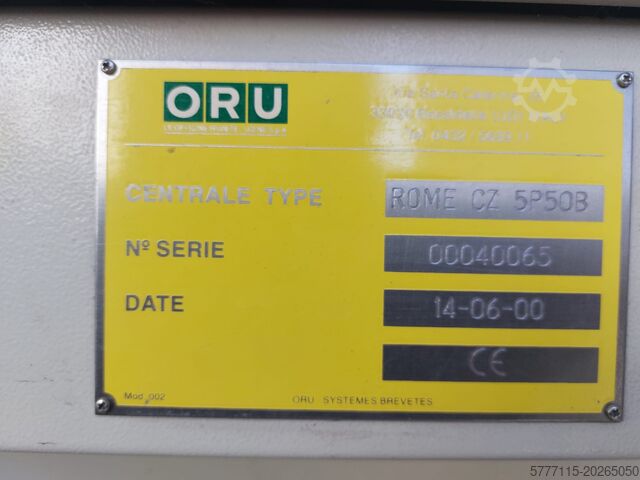 ORU
CENTRALE TYPE ROME CZ 5P50B
Nº SERIE 00040065
DATE 14-06-00
CE
Mod. 002
ORU SYSTEMES BREVETES
5777115-20265050